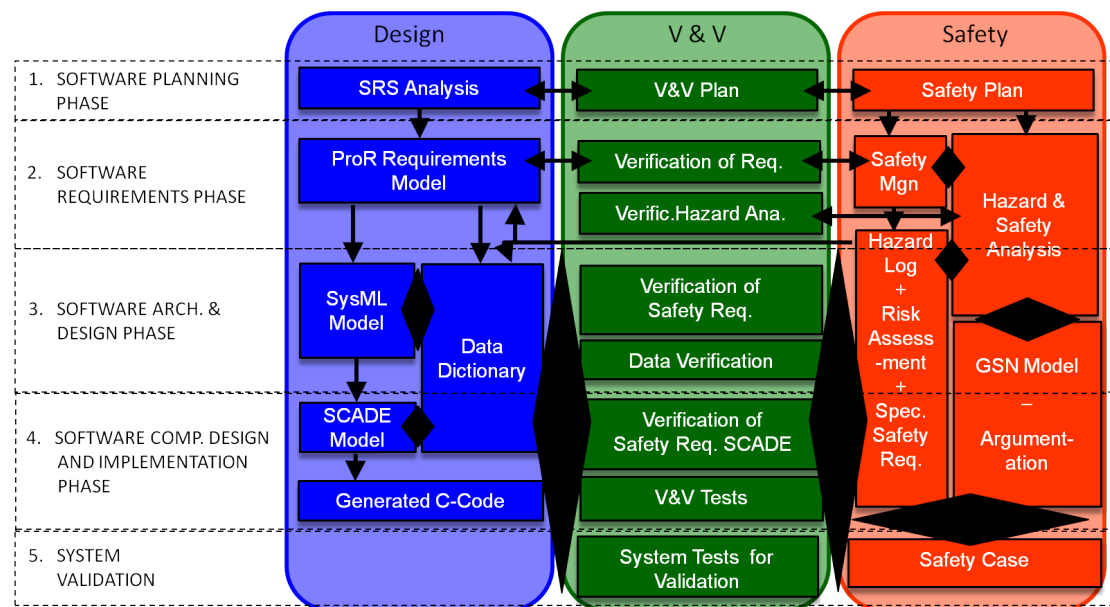 Design
V & V
Safety
1. SOFTWARE PLANNING
PHASE
SRS Analysis
V&V Plan
Safety Plan
2. SOFTWARE
REQUIREMENTS PHASE
ProR Requirements
Model
Verification of Req.
Verific.Hazard Ana.
Safety
Mgn
Hazard &
Safety
Analysis
3. SOFTWARE ARCH. &
DESIGN PHASE
SysML
Model
Data
Dictionary
Verification of
Safety Req.
Data Verification
Hazard
Log
+
Risk
Assess
-ment
+
Spec.
Safety
Req.
GSN Model
–
Argument-
ation
4. SOFTWARE COMP. DESIGN
AND IMPLEMENTATION
PHASE
SCADE
Model
Generated C-Code
Verification of
Safety Req. SCADE
V&V Tests
5. SYSTEM
VALIDATION
System Tests for
Validation
Safety Case